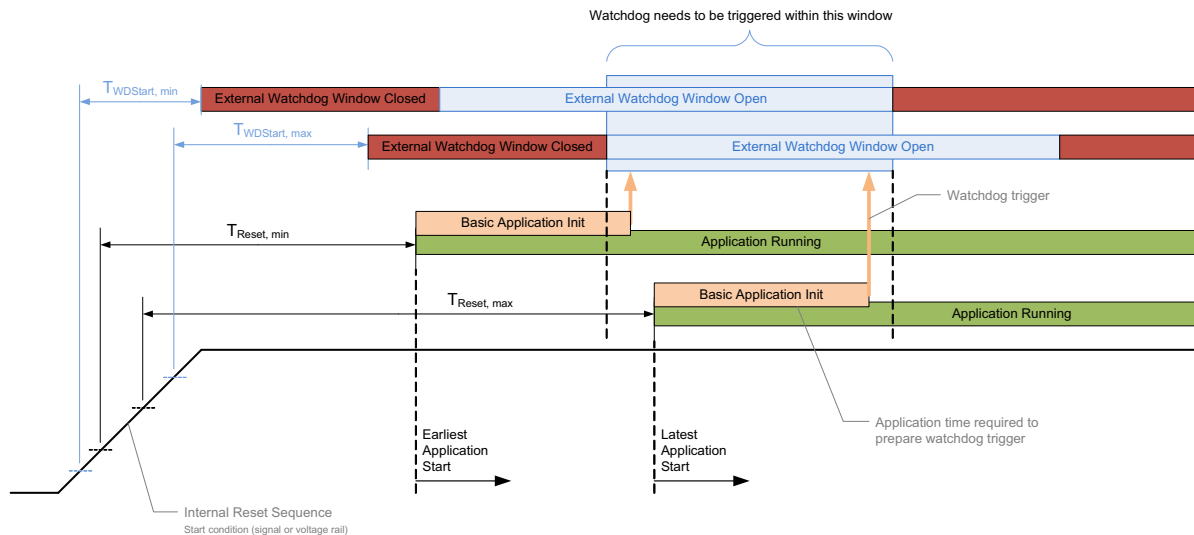 Watchdog needs to be triggered within this window
TWDStart, min
External Watchdog Window Closed
External Watchdog Window Open
TWDStart, max
External Watchdog Window Closed
External Watchdog Window Open
Watchdog trigger
Basic Application Init
TReset, min
Application Running
Basic Application Init
TReset, max
Application Running
Earliest
Application
Start
Latest
Application
Start
Application time required to
prepare watchdog trigger
Internal Reset Sequence
Start condition (signal or voltage rail)